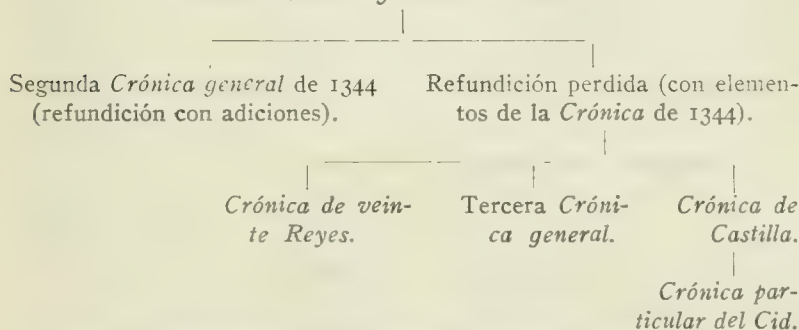 Segunda Crónica general de 1344
(refundición con adiciones).
Refundición perdida (con elemen-
tos de la Crónica de 1344).
Crónica de vein-
te Reyes.
Tercera Cróni-
ca general.
Crónica de
Castilla.
Crónica par-
ticular del Cid.